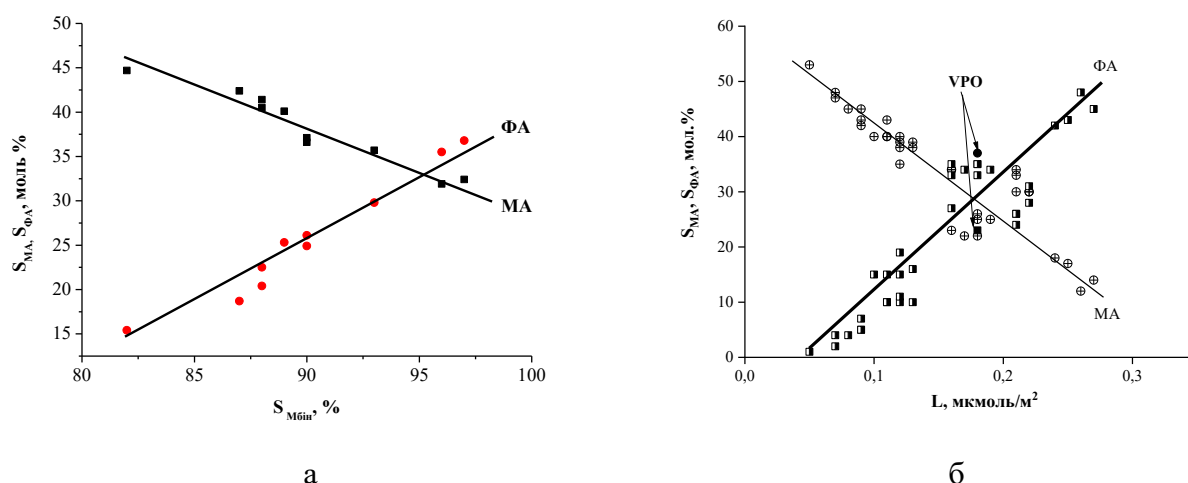 50
45
40
35
30
25
20
15
80
85
90
95
100
S_MA, S_ФА, моль %
S_Мбін, %
ФА
МА
а
60
50
40
30
20
10
0
0,0
0,1
0,2
0,3
S_MA, S_ФА, мол.%
L, мкмоль/м²
VPO
ФА
МА
б